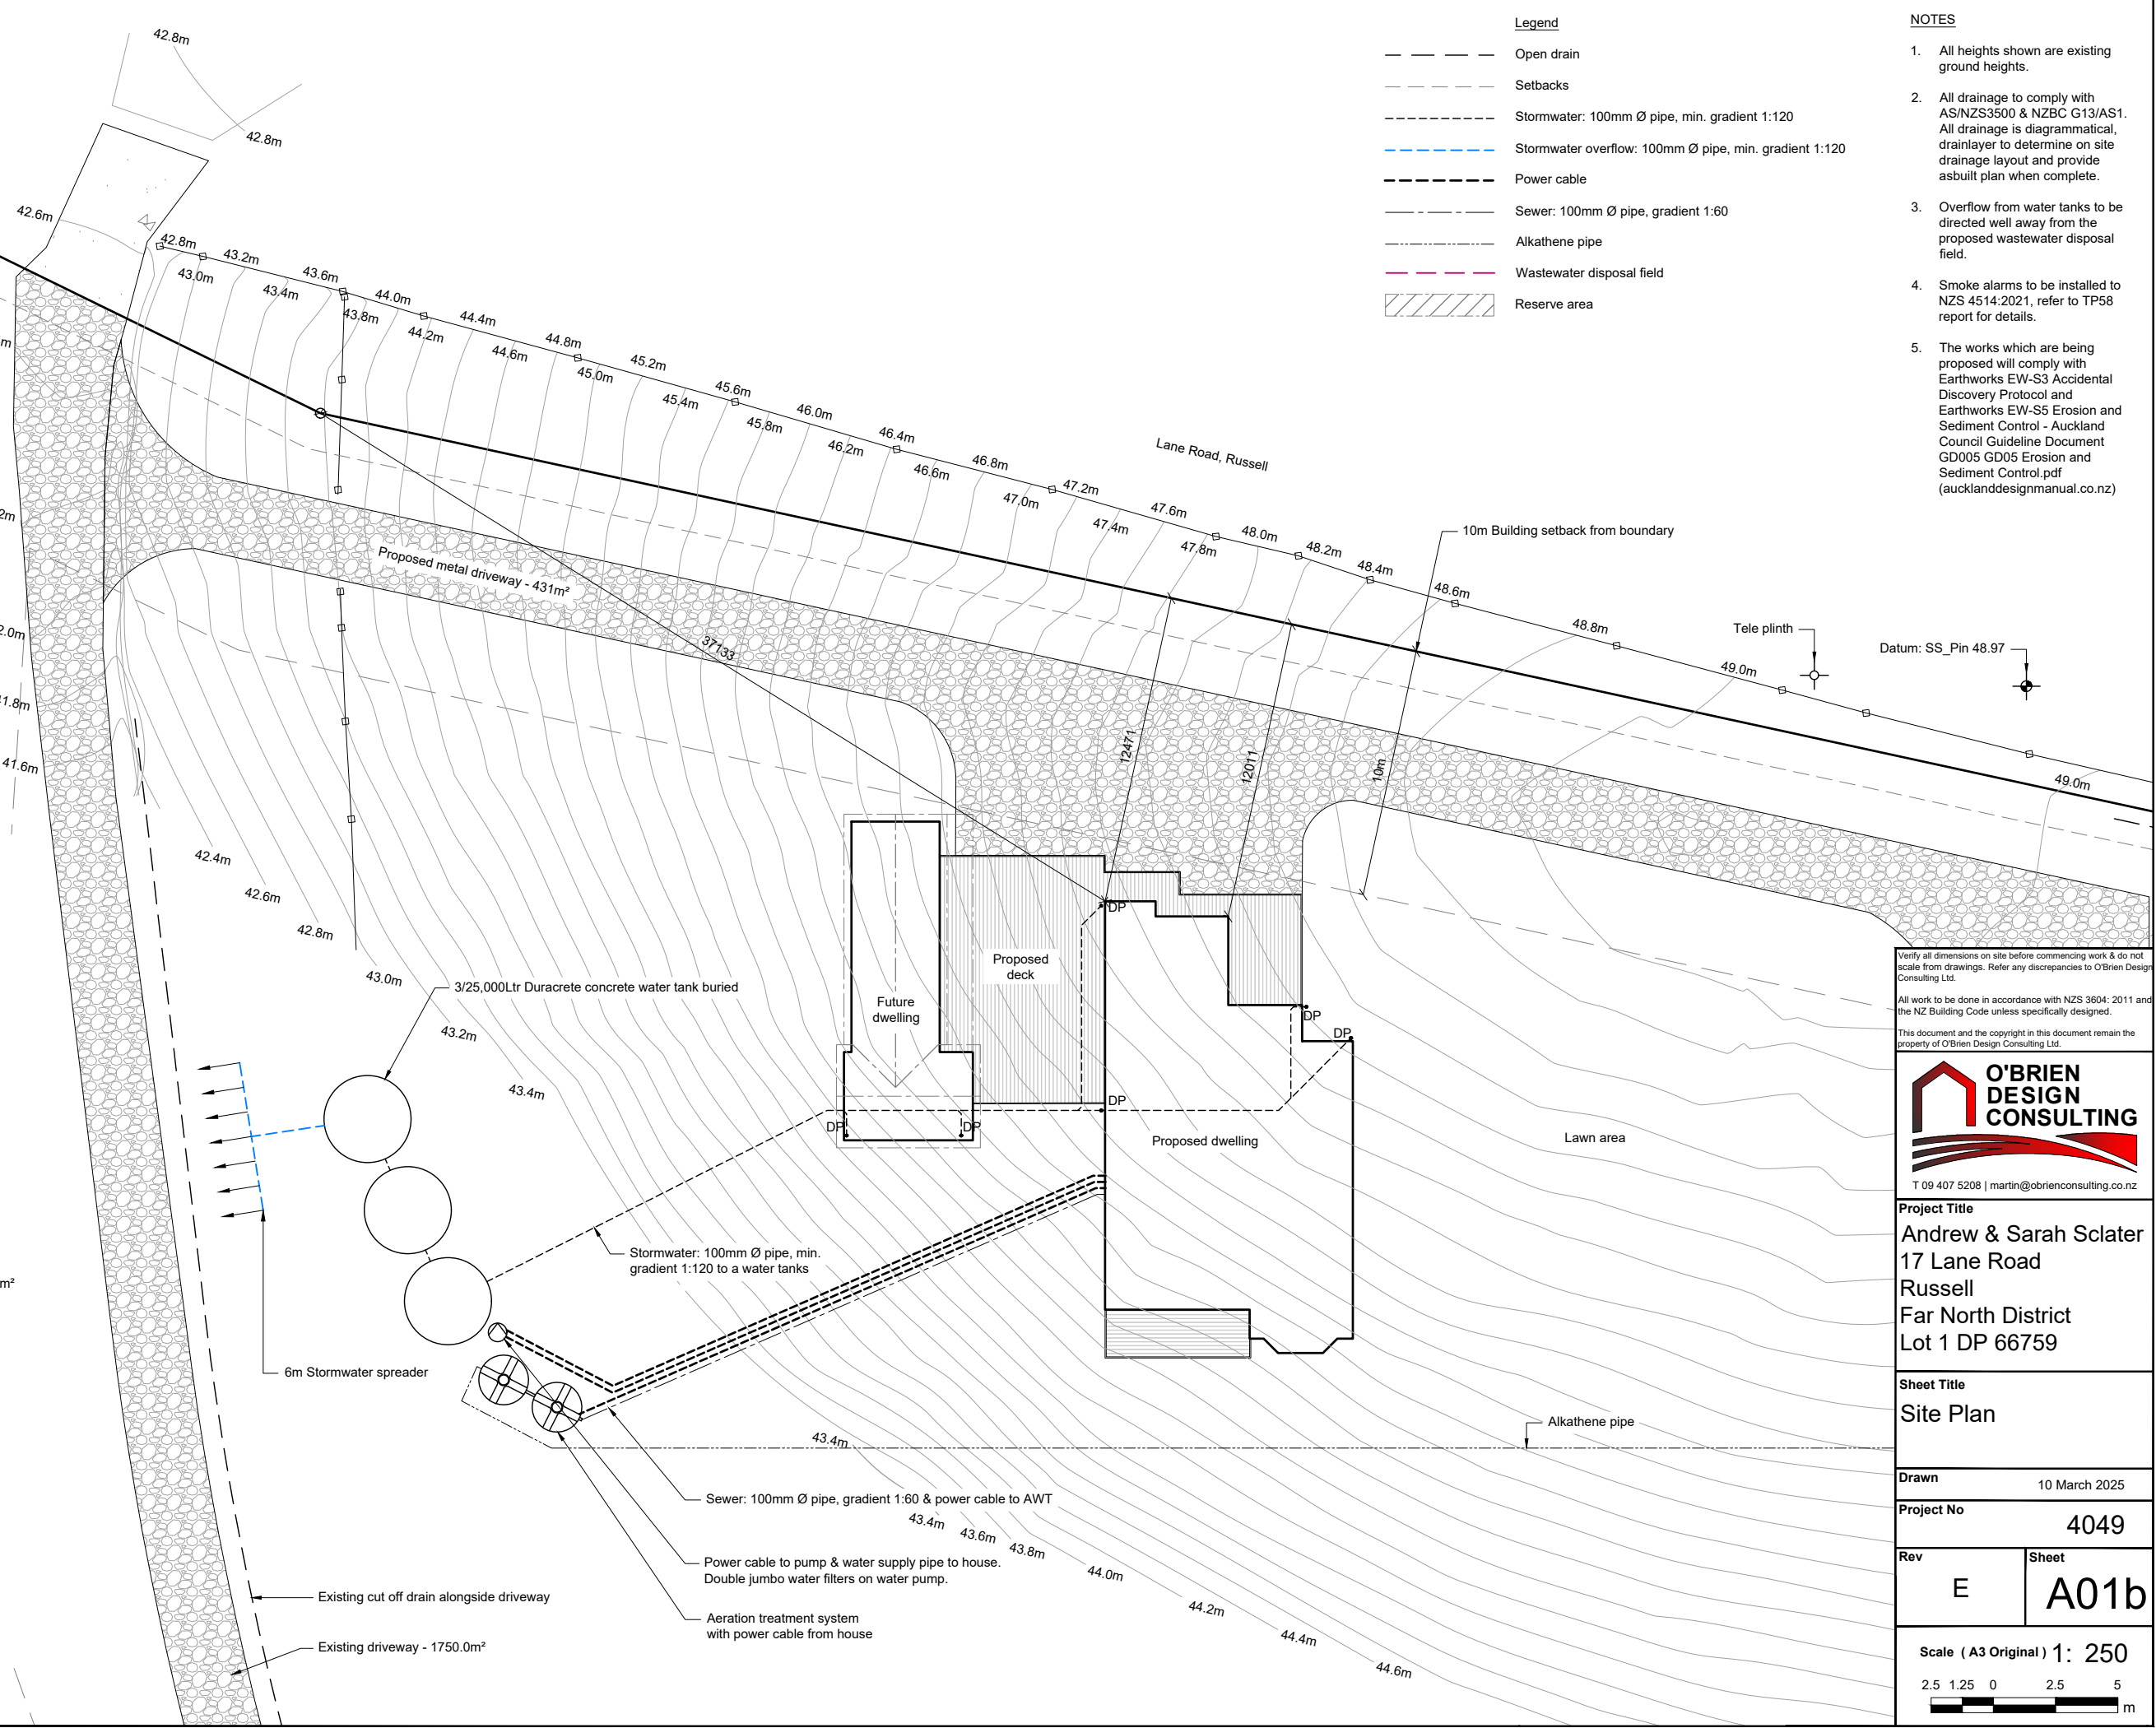 Legend
Open drain
Setbacks
Stormwater: 100mm Ø pipe, min. gradient 1:120
Stormwater overflow: 100mm Ø pipe, min. gradient 1:120
Power cable
Sewer: 100mm Ø pipe, gradient 1:60
Alkathene pipe
Wastewater disposal field
Reserve area
NOTES
1. All heights shown are existing
ground heights.
2. All drainage to comply with
AS/NZS3500 & NZBC G13/AS1.
All drainage is diagrammatical,
drainlayer to determine on site
drainage layout and provide
asbuilt plan when complete.
3. Overflow from water tanks to be
directed well away from the
proposed wastewater disposal
field.
4. Smoke alarms to be installed to
NZS 4514:2021, refer to TP58
report for details.
5. The works which are being
proposed will comply with
Earthworks EW-S3 Accidental
Discovery Protocol and
Earthworks EW-S5 Erosion and
Sediment Control - Auckland
Council Guideline Document
GD005 GD05 Erosion and
Sediment Control.pdf
(aucklanddesignmanual.co.nz)
42.8m
42.8m
42.6m
42.8m
43.0m
43.2m
43.4m
43.6m
43.8m
44.0m
44.2m
44.4m
44.6m
44.8m
45.0m
45.2m
45.4m
45.6m
45.8m
46.0m
46.2m
46.4m
46.6m
46.8m
47.0m
47.2m
47.4m
47.6m
47.8m
48.0m
48.2m
48.4m
48.6m
48.8m
49.0m
49.0m
Lane Road, Russell
10m Building setback from boundary
Tele plinth
Datum: SS_Pin 48.97
m
2m
2.0m
1.8m
41.6m
Proposed metal driveway - 431m²
37133
12471
12011
10m
42.4m
42.6m
42.8m
43.0m
43.2m
43.4m
3/25,000Ltr Duracrete concrete water tank buried
Future
dwelling
Proposed
deck
DP
DP
DP
DP
DP
DP
Proposed dwelling
Lawn area
Stormwater: 100mm Ø pipe, min.
gradient 1:120 to a water tanks
m²
6m Stormwater spreader
Alkathene pipe
43.4m
Sewer: 100mm Ø pipe, gradient 1:60 & power cable to AWT
43.4m
43.6m
43.8m
44.0m
44.2m
44.4m
44.6m
Power cable to pump & water supply pipe to house.
Double jumbo water filters on water pump.
Aeration treatment system
with power cable from house
Existing cut off drain alongside driveway
Existing driveway - 1750.0m²
Verify all dimensions on site before commencing work & do not
scale from drawings. Refer any discrepancies to O'Brien Design
Consulting Ltd.
All work to be done in accordance with NZS 3604: 2011 and
the NZ Building Code unless specifically designed.
This document and the copyright in this document remain the
property of O'Brien Design Consulting Ltd.
O'BRIEN
DESIGN
CONSULTING
T 09 407 5208 | martin@obrienconsulting.co.nz
Project Title
Andrew & Sarah Sclater
17 Lane Road
Russell
Far North District
Lot 1 DP 66759
Sheet Title
Site Plan
Drawn 10 March 2025
Project No 4049
Rev E
Sheet A01b
Scale ( A3 Original ) 1: 250
2.5 1.25 0 2.5 5
m